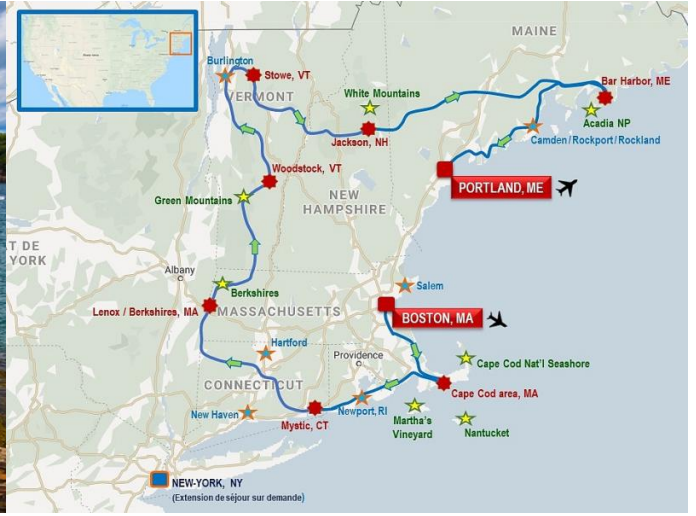 MAINE
Burlington
Stowe, VT
VERMONT
White Mountains
Jackson, NH
Bar Harbor, ME
Acadia NP
Camden / Rockport / Rockland
Woodstock, VT
PORTLAND, ME
Green Mountains
NEW
HAMPSHIRE
T DE
YORK
Albany
Berkshires
Salem
Lenox / Berkshires, MA
MASSACHUSETTS
BOSTON, MA
Hartford
Providence
Cape Cod Nat'l Seashore
CONNECTICUT
Cape Cod area, MA
New Haven
Newport, RI
Mystic, CT
Martha's
Vineyard
Nantucket
NEW-YORK, NY
(Extension de séjour sur demande)